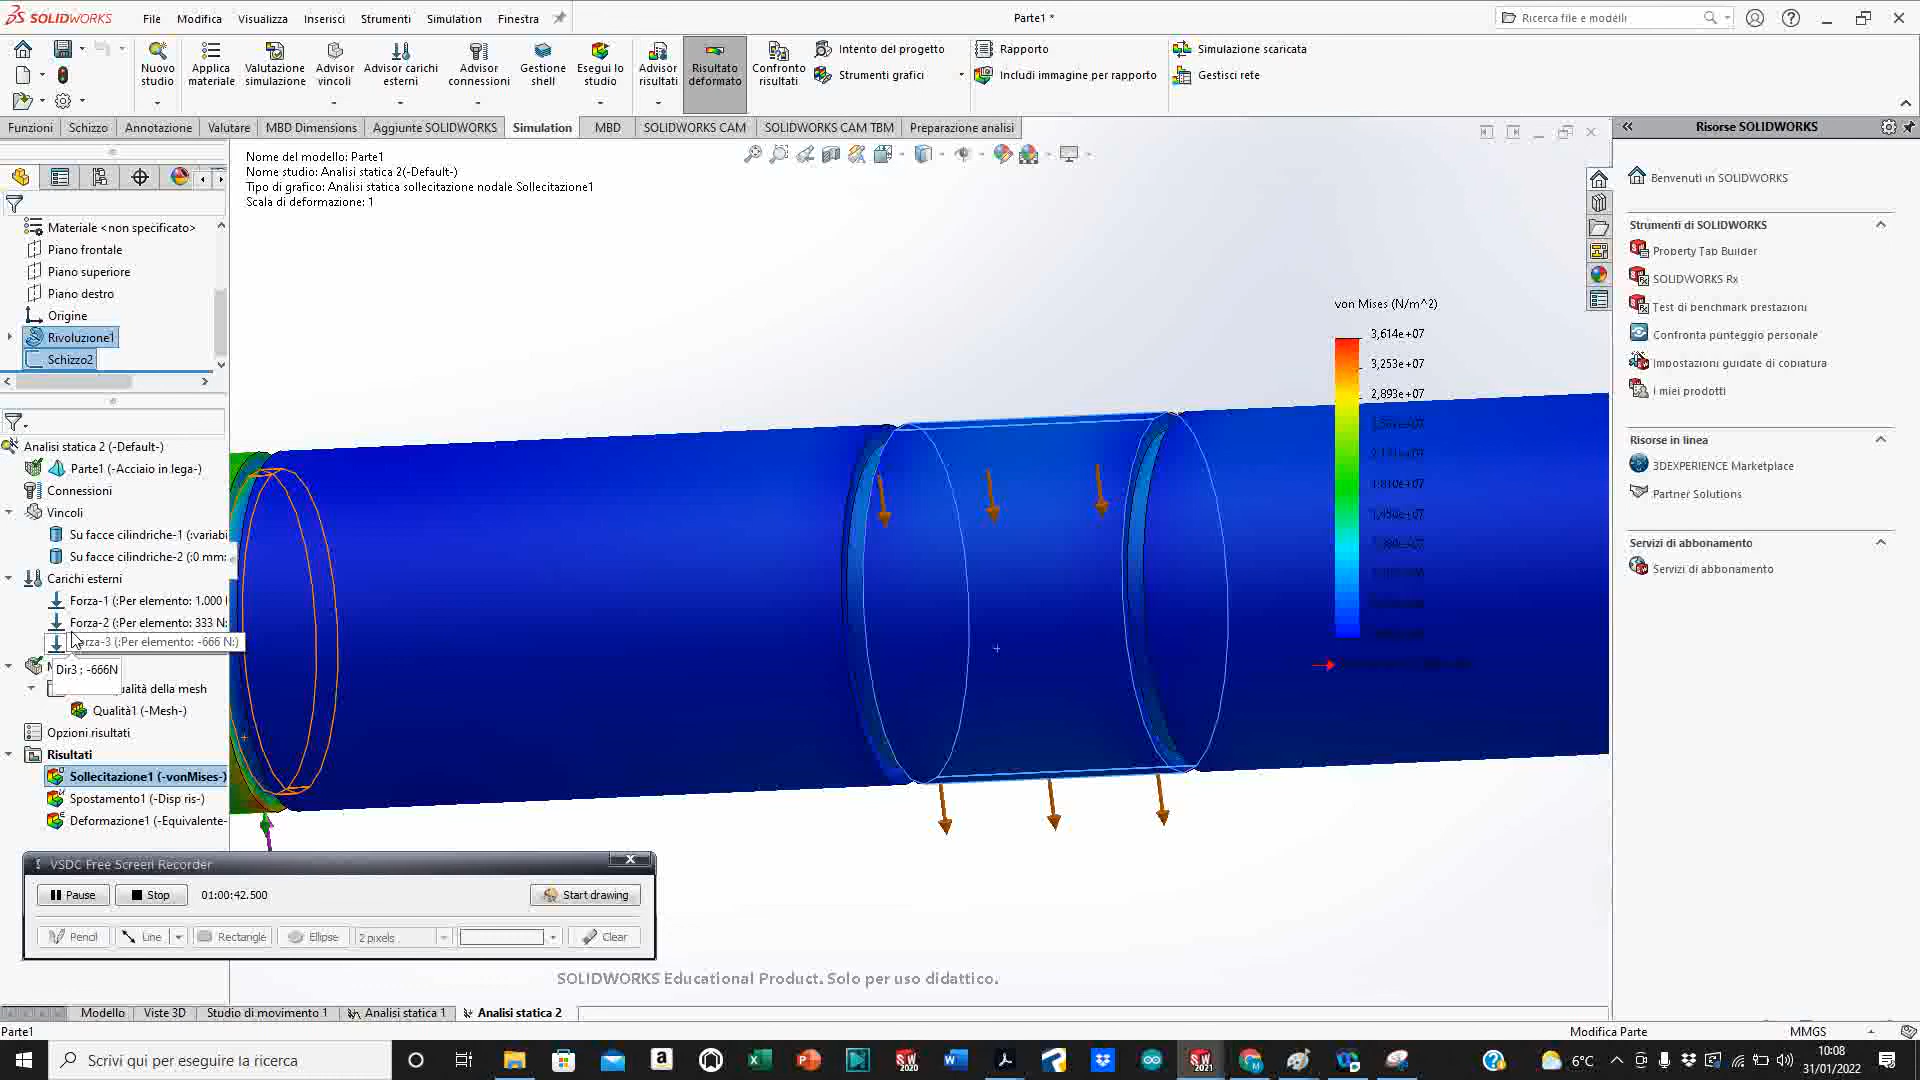 SOLIDWORKS
File
Modifica
Visualizza
Inserisci
Strumenti
Simulation
Finestra
Parte1 *
Ricerca file e modelli
Nuovo studio
Applica materiale
Valutazione simulazione
Advisor vincoli
Advisor carichi esterni
Advisor connessioni
Gestione shell
Esegui lo studio
Advisor risultati
Risultato deformato
Confronto risultati
Intento del progetto
Strumenti grafici
Rapporto
Includi immagine per rapporto
Simulazione scaricata
Gestisci rete
Funzioni
Schizzo
Annotazione
Valutare
MBD Dimensions
Aggiunte SOLIDWORKS
Simulation
MBD
SOLIDWORKS CAM
SOLIDWORKS CAM TBM
Preparazione analisi
Materiale <non specificato>
Piano frontale
Piano superiore
Piano destro
Origine
Rivoluzione1
Schizzo2
Analisi statica 2 (-Default-)
Parte1 (-Acciaio in lega-)
Connessioni
Vincoli
Su facce cilindriche-1 (:variabi
Su facce cilindriche-2 (:0 mm:
Carichi esterni
Forza-1 (:Per elemento: 1.000
Forza-2 (:Per elemento: 333 N:
rza-3 (:Per elemento: -666 N:)
Dir3 : -666N
ualità della mesh
Qualità1 (-Mesh-)
Opzioni risultati
Risultati
Sollecitazione1 (-vonMises-)
Spostamento1 (-Disp ris-)
Deformazione1 (-Equivalente-
Nome del modello: Parte1
Nome studio: Analisi statica 2(-Default-)
Tipo di grafico: Analisi statica sollecitazione nodale Sollecitazione1
Scala di deformazione: 1
von Mises (N/m^2)
3,614e+07
3,253e+07
2,893e+07
1,810e+07
SOLIDWORKS Educational Product. Solo per uso didattico.
VSDC Free Screen Recorder
Pause
Stop
01:00:42.500
Start drawing
Pencil
Line
Rectangle
Ellipse
2 pixels
Clear
Modello
Viste 3D
Studio di movimento 1
Analisi statica 1
Analisi statica 2
Parte1
Modifica Parte
MMGS
Risorse SOLIDWORKS
Benvenuti in SOLIDWORKS
Strumenti di SOLIDWORKS
Property Tap Builder
SOLIDWORKS Rx
Test di benchmark prestazioni
Confronta punteggio personale
Impostazioni guidate di copiatura
I miei prodotti
Risorse in linea
3DEXPERIENCE Marketplace
Partner Solutions
Servizi di abbonamento
Servizi di abbonamento
Scrivi qui per eseguire la ricerca
6°C
10:08
31/01/2022